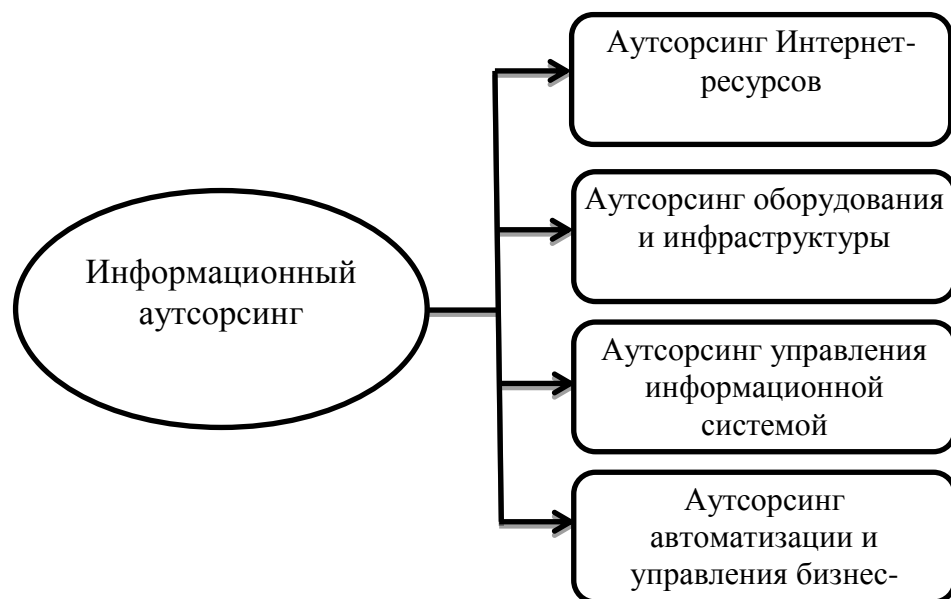 Аутсорсинг Интернет-
ресурсов
Аутсорсинг оборудования
и инфраструктуры
Информационный
аутсорсинг
Аутсорсинг управления
информационной
системой
Аутсорсинг
автоматизации и
управления бизнес-